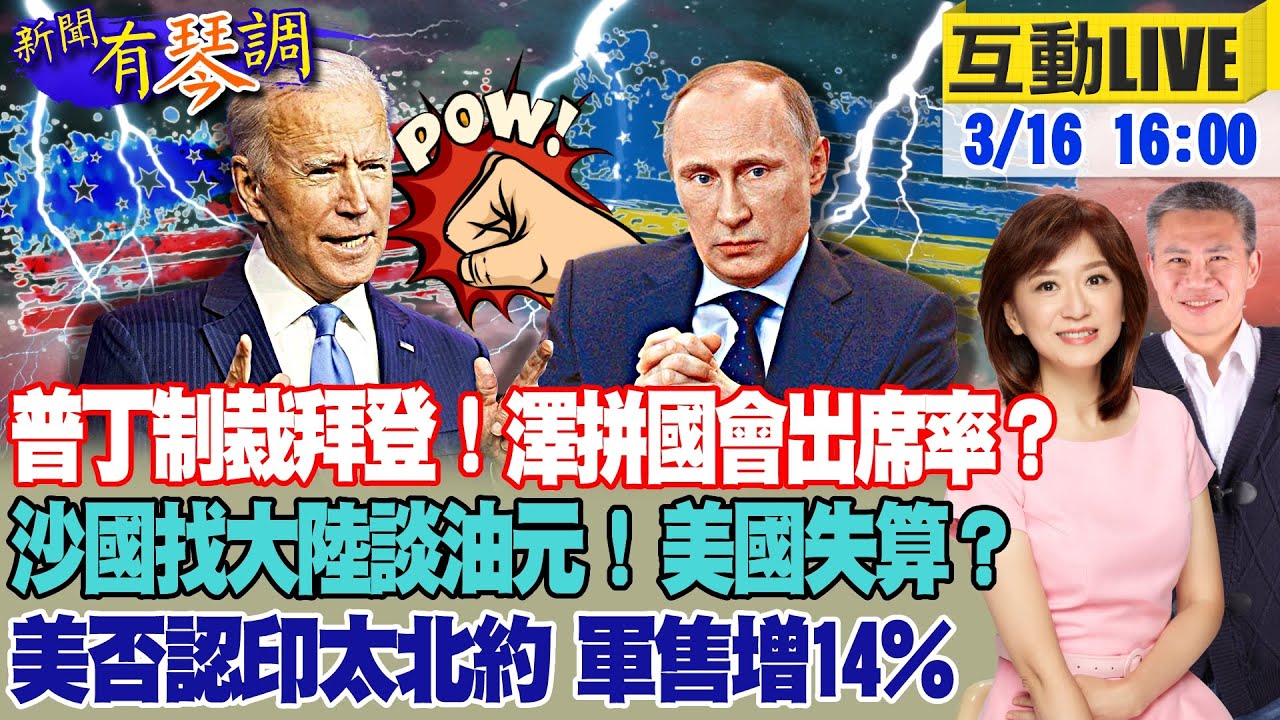 新聞有琴調
互動LIVE
3/16 16:00
POW!
普丁制裁拜登！澤拼國會出席率？
沙國找大陸談油元！美國失算？
美否認印太北約 軍售增14%